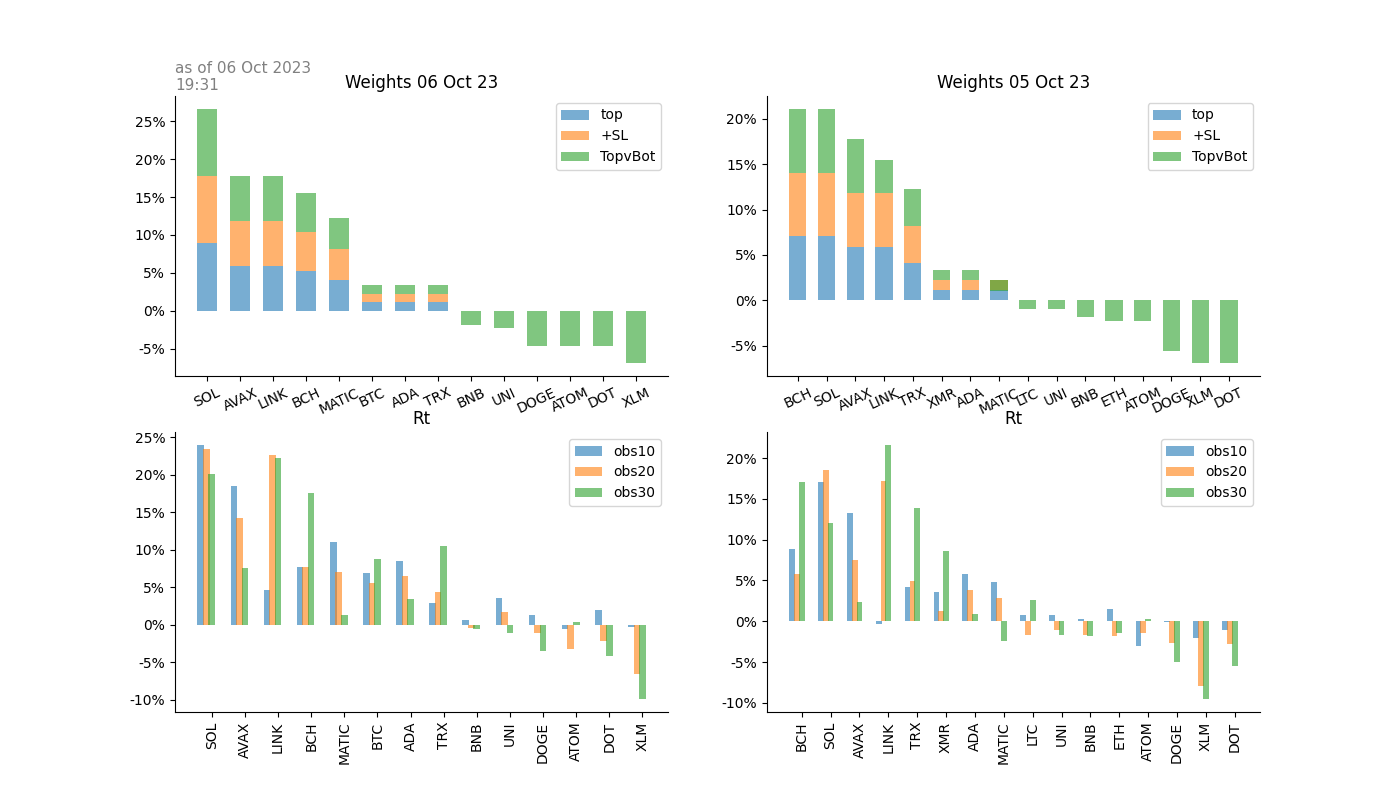 as of 06 Oct 2023
19:31
Weights 06 Oct 23
25%
20%
15%
10%
5%
0%
-5%
top
+SL
TopvBot
SOL AVAX LINK BCH MATIC BTC ADA TRX BNB UNI DOGE ATOM DOT XLM
Weights 05 Oct 23
20%
15%
10%
5%
0%
-5%
top
+SL
TopvBot
BCH SOL AVAX LINK TRX XMR ADA MATIC LTC UNI BNB ETH ATOM DOGE XLM DOT
Rt
25%
20%
15%
10%
5%
0%
-5%
-10%
obs10
obs20
obs30
SOL AVAX LINK BCH MATIC BTC ADA TRX BNB UNI DOGE ATOM DOT XLM
Rt
20%
15%
10%
5%
0%
-5%
-10%
obs10
obs20
obs30
BCH SOL AVAX LINK TRX XMR ADA MATIC LTC UNI BNB ETH ATOM DOGE XLM DOT